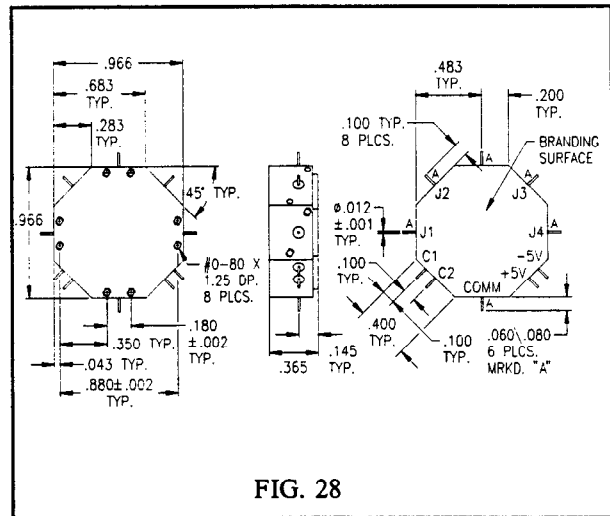 .966
.683
TYP.
.283
TYP.
45°
TYP.
.966
#0-80 X
1.25 DP.
8 PLCS.
.180
±.002
TYP.
.350 TYP.
.043 TYP.
.880±.002
TYP.
.365
.145
TYP.
.483
.200
TYP.
.100 TYP.
8 PLCS.
BRANDING
SURFACE
A
A
A
J2
J3
ø.012
±.001
TYP.
A
J1
J4
A
C1
C2
-5V
+5V
COMM
A
.100
TYP.
.400
TYP.
.100
TYP.
.060\.080
6 PLCS.
MRKD. "A"
FIG. 28